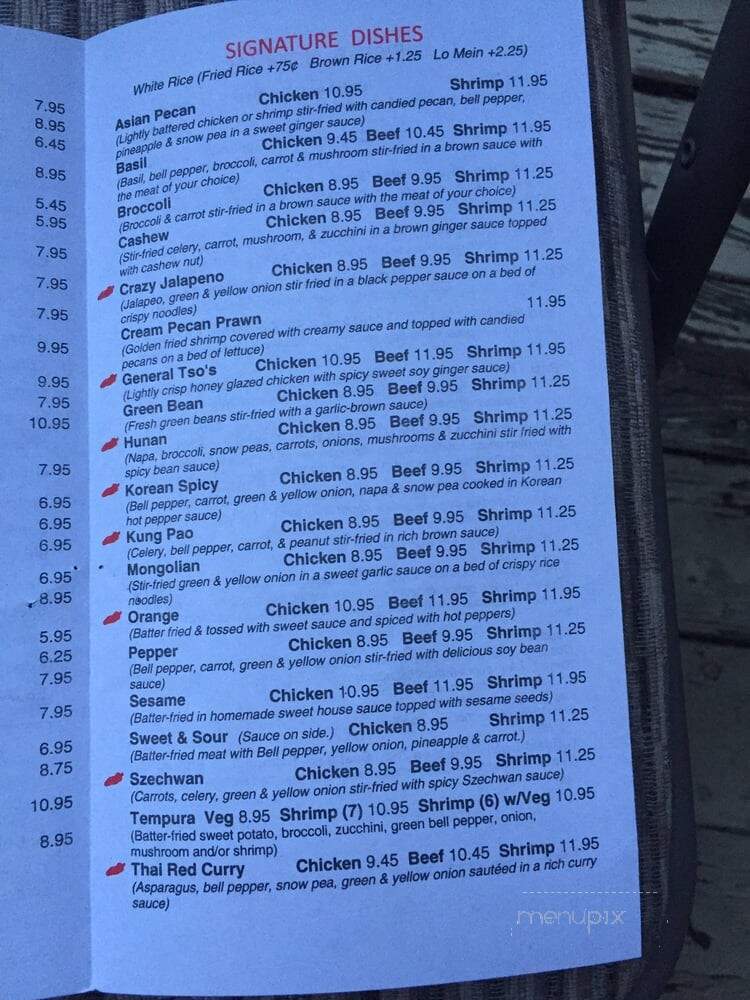 7.95
8.95
6.45
8.95
5.45
5.95
7.95
7.95
7.95
9.95
9.95
7.95
10.95
7.95
6.95
6.95
6.95
6.95
8.95
5.95
6.25
7.95
7.95
6.95
8.75
10.95
8.95
SIGNATURE DISHES
White Rice (Fried Rice +75¢ Brown Rice +1.25 Lo Mein +2.25)
Asian Pecan Chicken 10.95 Shrimp 11.95
(Lightly battered chicken or shrimp stir-fried with candied pecan, bell pepper,
pineapple & snow pea in a sweet ginger sauce)
Basil Chicken 9.45 Beef 10.45 Shrimp 11.95
(Basil, bell pepper, broccoli, carrot & mushroom stir-fried in a brown sauce with
the meat of your choice)
Broccoli Chicken 8.95 Beef 9.95 Shrimp 11.25
(Broccoli & carrot stir-fried in a brown sauce with the meat of your choice)
Cashew Chicken 8.95 Beef 9.95 Shrimp 11.25
(Stir-fried celery, carrot, mushroom, & zucchini in a brown ginger sauce topped
with cashew nut)
Crazy Jalapeno Chicken 8.95 Beef 9.95 Shrimp 11.25
(Jalapeo, green & yellow onion stir fried in a black pepper sauce on a bed of
crispy noodles)
Cream Pecan Prawn 11.95
(Golden fried shrimp covered with creamy sauce and topped with candied
pecans on a bed of lettuce)
General Tso's Chicken 10.95 Beef 11.95 Shrimp 11.95
(Lightly crisp honey glazed chicken with spicy sweet soy ginger sauce)
Green Bean Chicken 8.95 Beef 9.95 Shrimp 11.25
(Fresh green beans stir-fried with a garlic-brown sauce)
Hunan Chicken 8.95 Beef 9.95 Shrimp 11.25
(Napa, broccoli, snow peas, carrots, onions, mushrooms & zucchini stir fried with
spicy bean sauce)
Korean Spicy Chicken 8.95 Beef 9.95 Shrimp 11.25
(Bell pepper, carrot, green & yellow onion, napa & snow pea cooked in Korean
hot pepper sauce)
Kung Pao Chicken 8.95 Beef 9.95 Shrimp 11.25
(Celery, bell pepper, carrot, & peanut stir-fried in rich brown sauce)
Mongolian Chicken 8.95 Beef 9.95 Shrimp 11.25
(Stir-fried green & yellow onion in a sweet garlic sauce on a bed of crispy rice
noodles)
Orange Chicken 10.95 Beef 11.95 Shrimp 11.95
(Batter fried & tossed with sweet sauce and spiced with hot peppers)
Pepper Chicken 8.95 Beef 9.95 Shrimp 11.25
(Bell pepper, carrot, green & yellow onion stir-fried with delicious soy bean
sauce)
Sesame Chicken 10.95 Beef 11.95 Shrimp 11.95
(Batter-fried in homemade sweet house sauce topped with sesame seeds)
Sweet & Sour (Sauce on side.) Chicken 8.95 Shrimp 11.25
(Batter-fried meat with Bell pepper, yellow onion, pineapple & carrot.)
Szechwan Chicken 8.95 Beef 9.95 Shrimp 11.25
(Carrots, celery, green & yellow onion stir-fried with spicy Szechwan sauce)
Tempura Veg 8.95 Shrimp (7) 10.95 Shrimp (6) w/Veg 10.95
(Batter-fried sweet potato, broccoli, zucchini, green bell pepper, onion,
mushroom and/or shrimp)
Thai Red Curry Chicken 9.45 Beef 10.45 Shrimp 11.95
(Asparagus, bell pepper, snow pea, green & yellow onion sautéed in a rich curry
sauce)
menupix